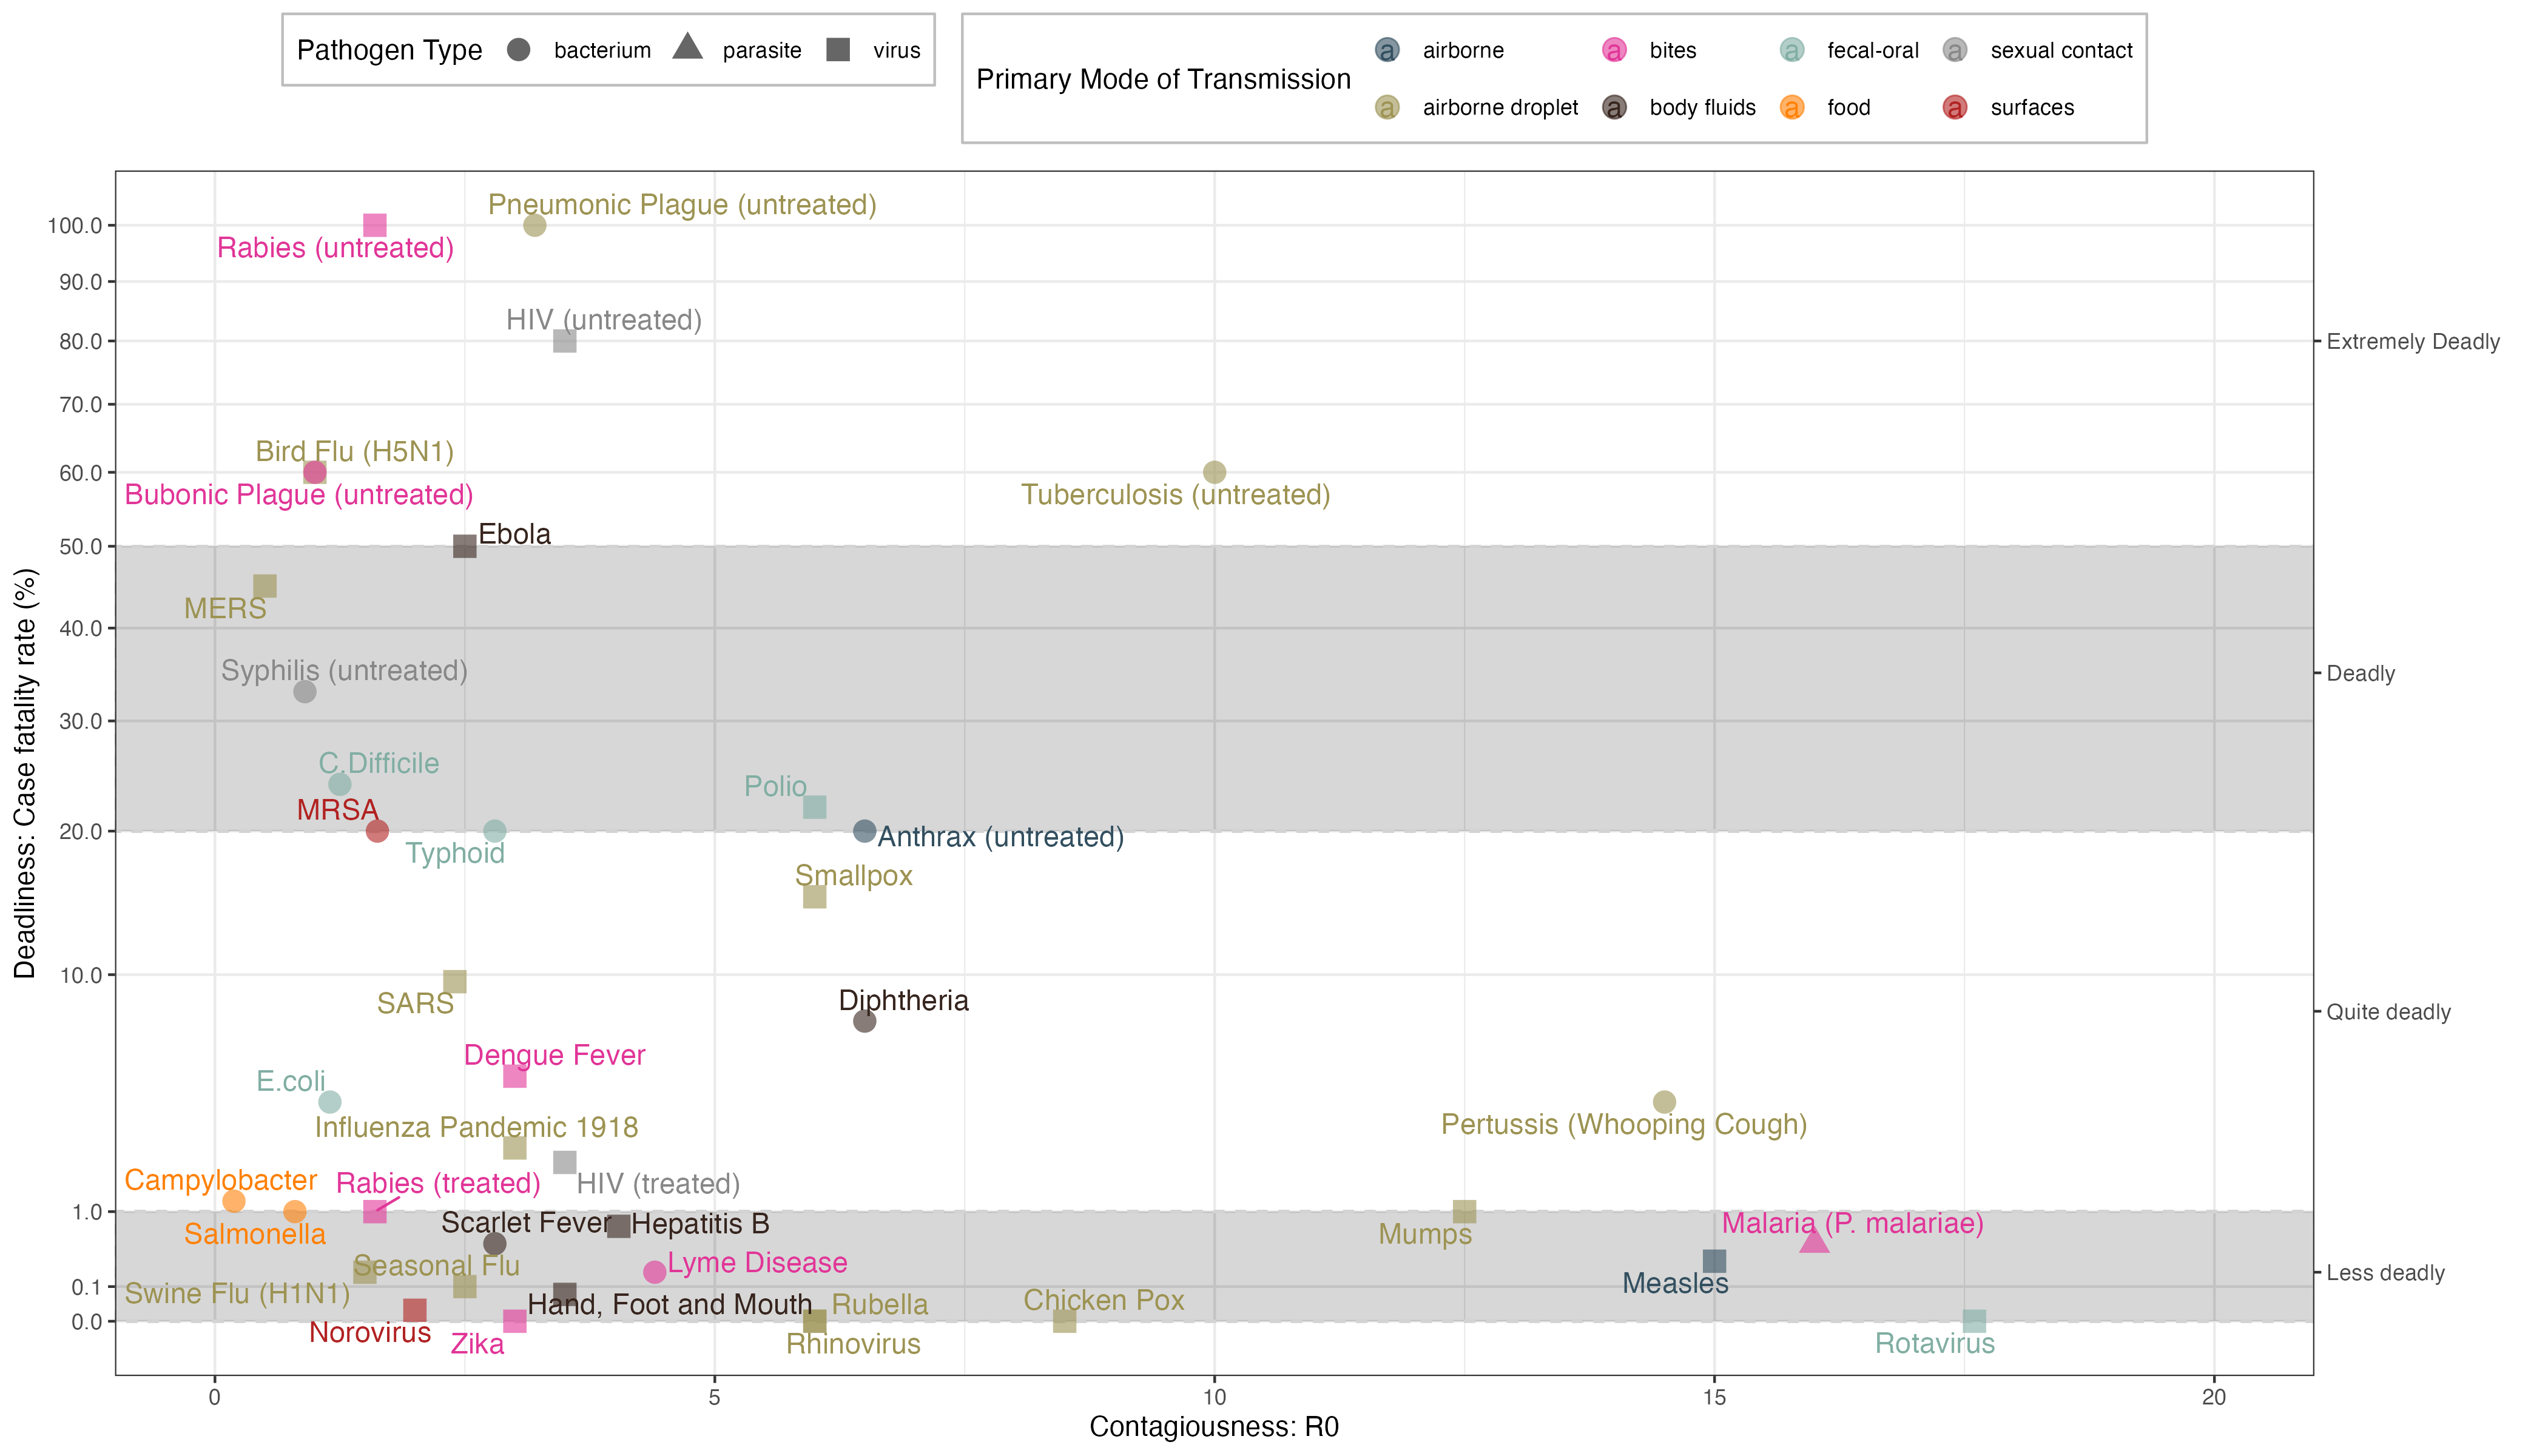 Pathogen Type bacterium parasite virus
Primary Mode of Transmission
a airborne a bites a fecal-oral a sexual contact
a airborne droplet a body fluids a food a surfaces
Pneumonic Plague (untreated)
100.0
Rabies (untreated)
90.0
HIV (untreated)
80.0 Extremely Deadly
70.0
Bird Flu (H5N1)
60.0
Bubonic Plague (untreated) Tuberculosis (untreated)
Ebola
50.0
MERS
40.0
Syphilis (untreated) Deadly
30.0
C.Difficile
Polio
MRSA
20.0 Anthrax (untreated)
Typhoid
Smallpox
10.0
SARS Diphtheria
Quite deadly
Dengue Fever
E.coli
Influenza Pandemic 1918 Pertussis (Whooping Cough)
Campylobacter Rabies (treated) HIV (treated)
1.0
Scarlet Fever Hepatitis B Malaria (P. malariae)
Salmonella Mumps
Seasonal Flu Lyme Disease
Less deadly
0.1 Measles
Swine Flu (H1N1) Hand, Foot and Mouth Rubella Chicken Pox
0.0
Norovirus Zika Rhinovirus Rotavirus
0 5 10 15 20
Contagiousness: R0
Deadliness: Case fatality rate (%)